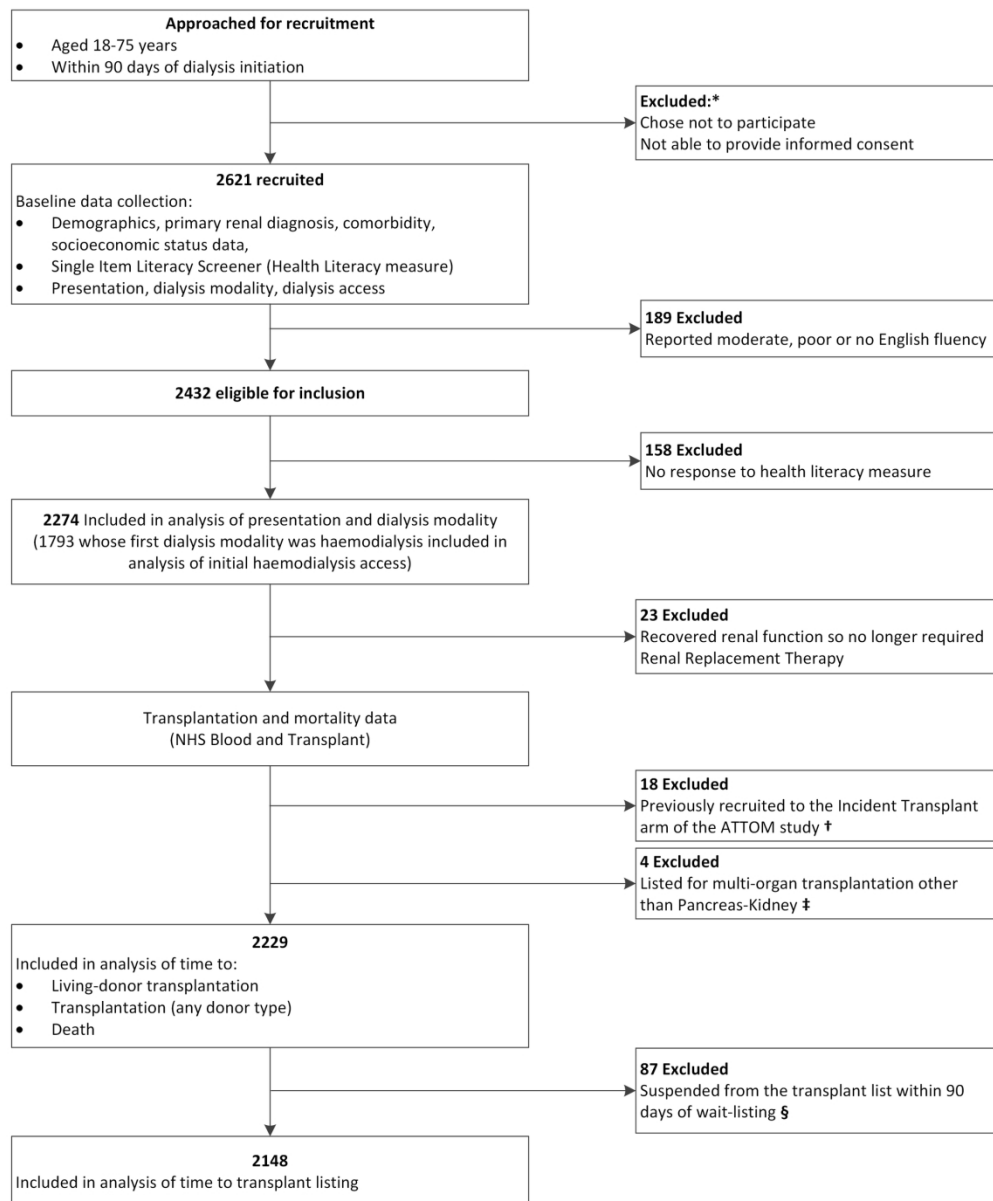 Approached for recruitment
• Aged 18-75 years
• Within 90 days of dialysis initiation
Excluded:*
Chose not to participate
Not able to provide informed consent
2621 recruited
Baseline data collection:
• Demographics, primary renal diagnosis, comorbidity,
socioeconomic status data,
• Single Item Literacy Screener (Health Literacy measure)
• Presentation, dialysis modality, dialysis access
189 Excluded
Reported moderate, poor or no English fluency
2432 eligible for inclusion
158 Excluded
No response to health literacy measure
2274 Included in analysis of presentation and dialysis modality
(1793 whose first dialysis modality was haemodialysis included in
analysis of initial haemodialysis access)
23 Excluded
Recovered renal function so no longer required
Renal Replacement Therapy
Transplantation and mortality data
(NHS Blood and Transplant)
18 Excluded
Previously recruited to the Incident Transplant
arm of the ATTOM study †
4 Excluded
Listed for multi-organ transplantation other
than Pancreas-Kidney ‡
2229
Included in analysis of time to:
• Living-donor transplantation
• Transplantation (any donor type)
• Death
87 Excluded
Suspended from the transplant list within 90
days of wait-listing §
2148
Included in analysis of time to transplant listing